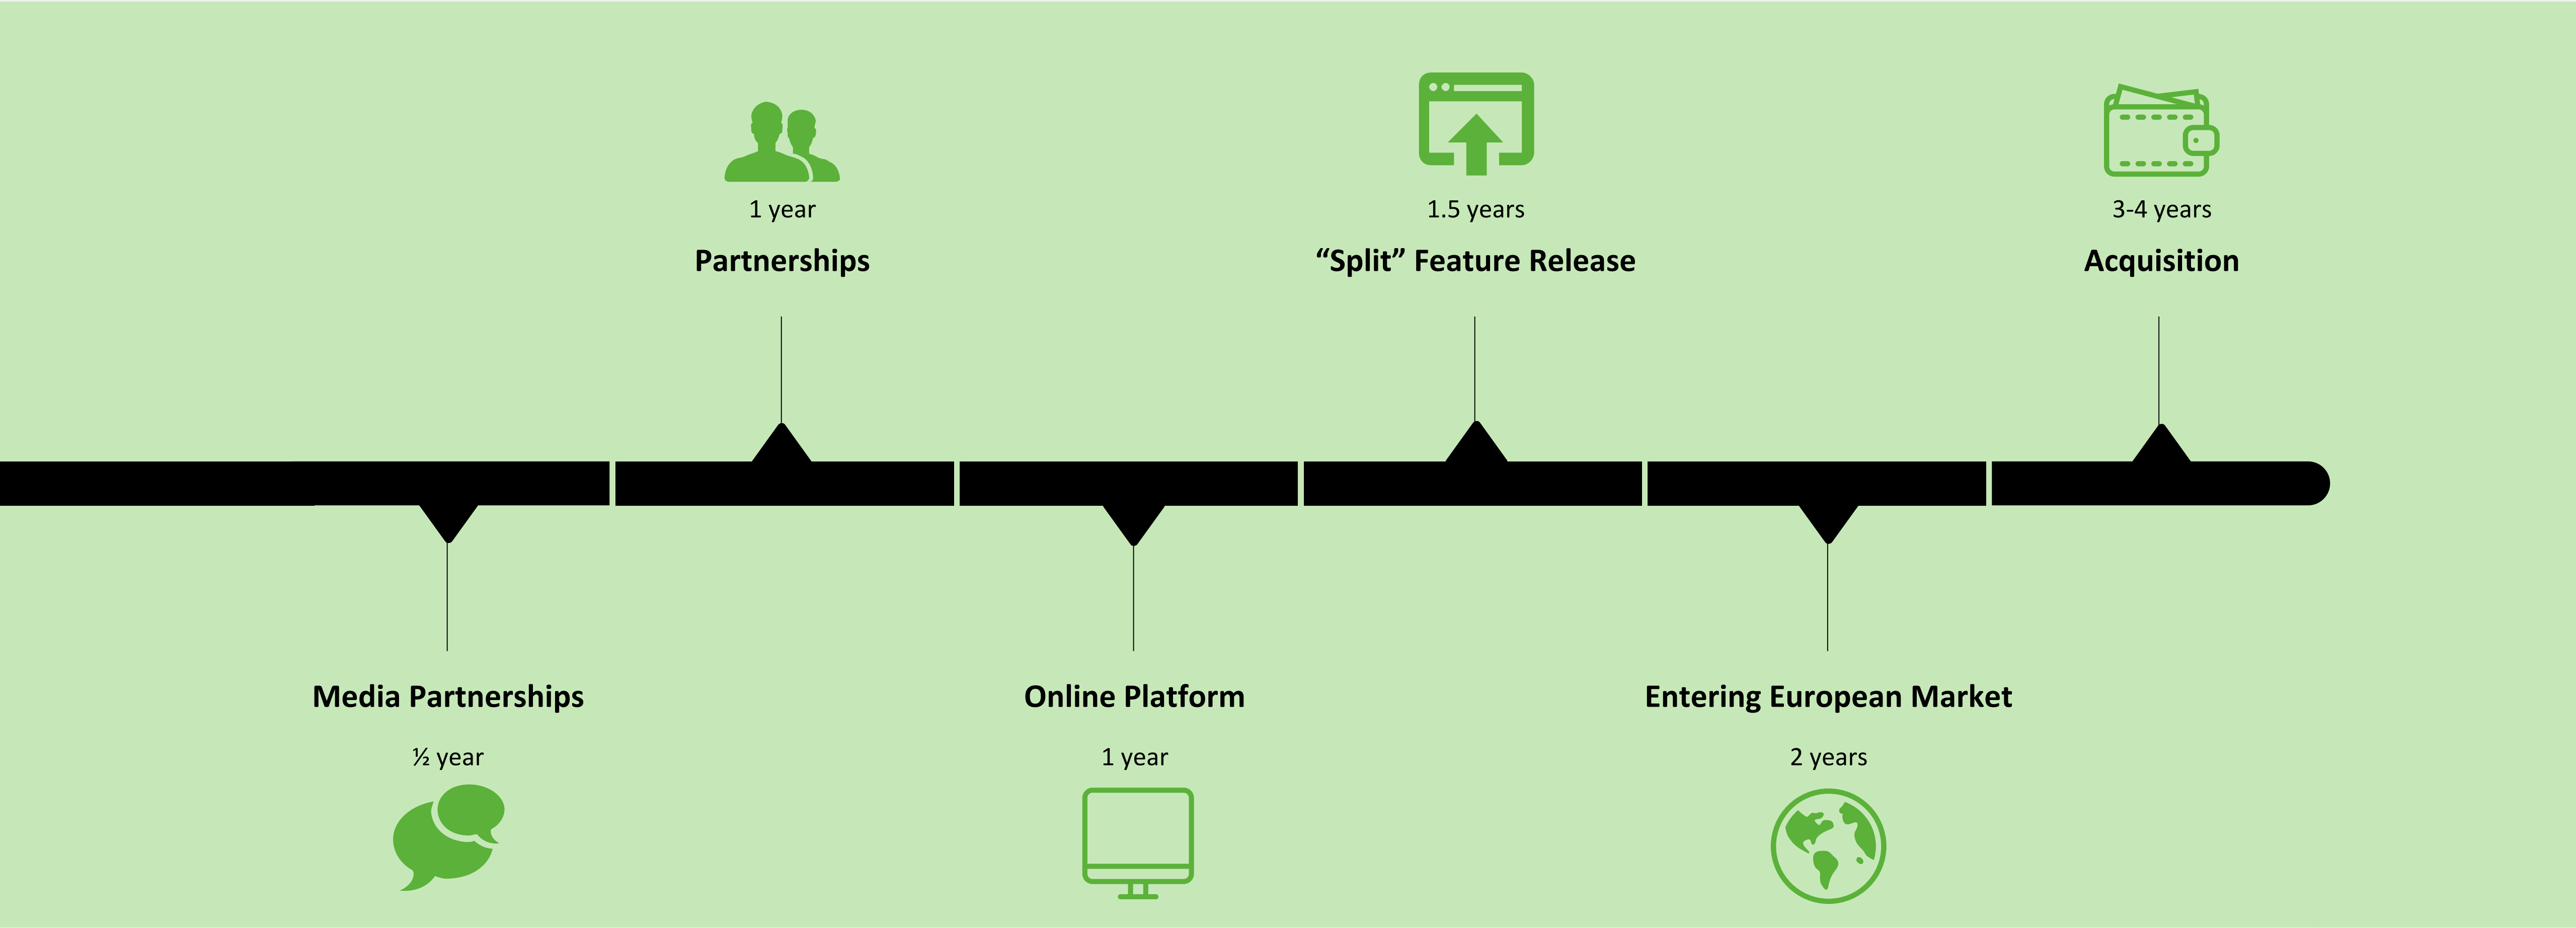 1 year
Partnerships
1.5 years
“Split” Feature Release
3-4 years
Acquisition
Media Partnerships
½ year
Online Platform
1 year
Entering European Market
2 years